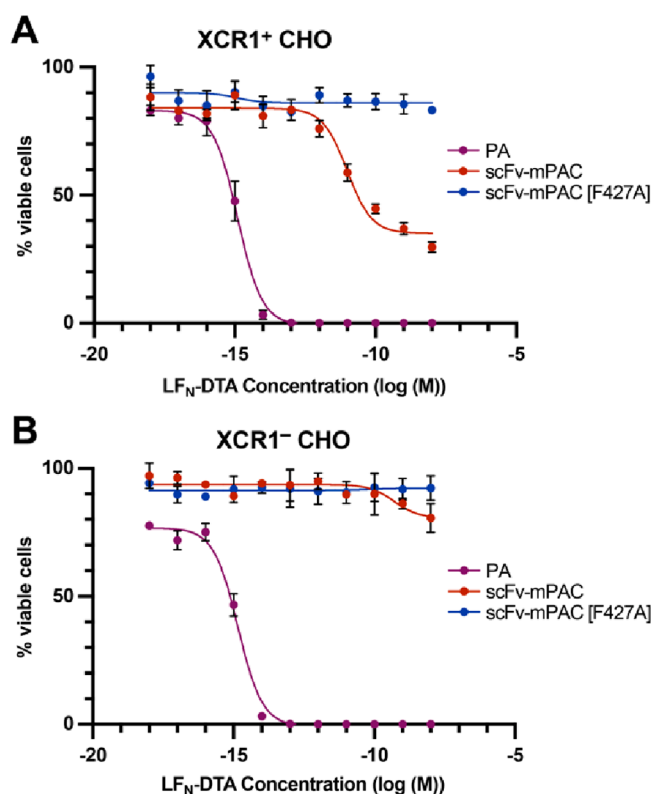 A
XCR1⁺ CHO
% viable cells
100
50
0
-20
-15
-10
-5
LFN-DTA Concentration (log (M))
PA
scFv-mPAC
scFv-mPAC [F427A]
B
XCR1⁻ CHO
% viable cells
100
50
0
-20
-15
-10
-5
LFN-DTA Concentration (log (M))
PA
scFv-mPAC
scFv-mPAC [F427A]